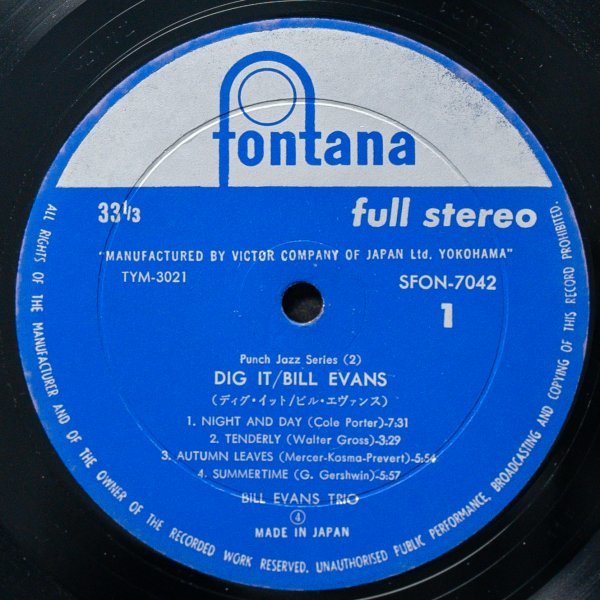 fontana
33 1/3
full stereo
"MANUFACTURED BY VICTOR COMPANY OF JAPAN Ltd. YOKOHAMA"
TYM-3021
SFON-7042
1
Punch Jazz Series (2)
DIG IT/BILL EVANS
(ディグ・イット/ビル・エヴァンス)
1. NIGHT AND DAY (Cole Porter)-7:31
2. TENDERLY (Walter Gross)-3:29
3. AUTUMN LEAVES (Mercer-Kosma-Prevert)-5:54
4. SUMMERTIME (G. Gershwin)-5:57
BILL EVANS TRIO
④
MADE IN JAPAN
ALL RIGHTS OF THE MANUFACTURER AND OF THE OWNER OF THE RECORDED WORK RESERVED. UNAUTHORISED PUBLIC PERFORMANCE, BROADCASTING AND COPYING OF THIS RECORD PROHIBITED.